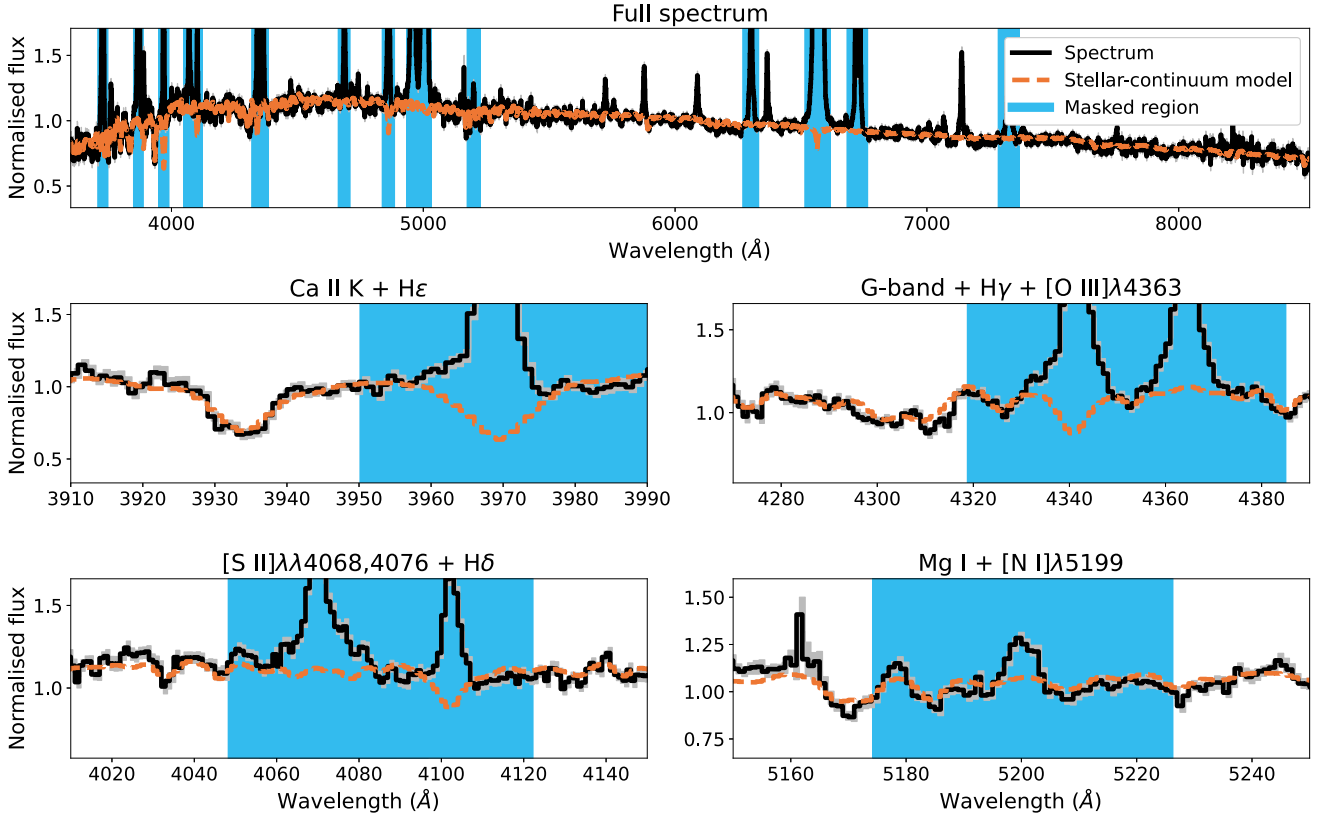 Full spectrum
Normalised flux
1.5
1.0
0.5
Spectrum
Stellar-continuum model
Masked region
4000 5000 6000 7000 8000
Wavelength (Å)
Ca II K + Hε
Normalised flux
1.5
1.0
0.5
3910 3920 3930 3940 3950 3960 3970 3980 3990
G-band + Hγ + [O III]λ4363
1.5
1.0
4280 4300 4320 4340 4360 4380
[S II]λλ4068,4076 + Hδ
Normalised flux
1.5
1.0
4020 4040 4060 4080 4100 4120 4140
Wavelength (Å)
Mg I + [N I]λ5199
1.50
1.25
1.00
0.75
5160 5180 5200 5220 5240
Wavelength (Å)